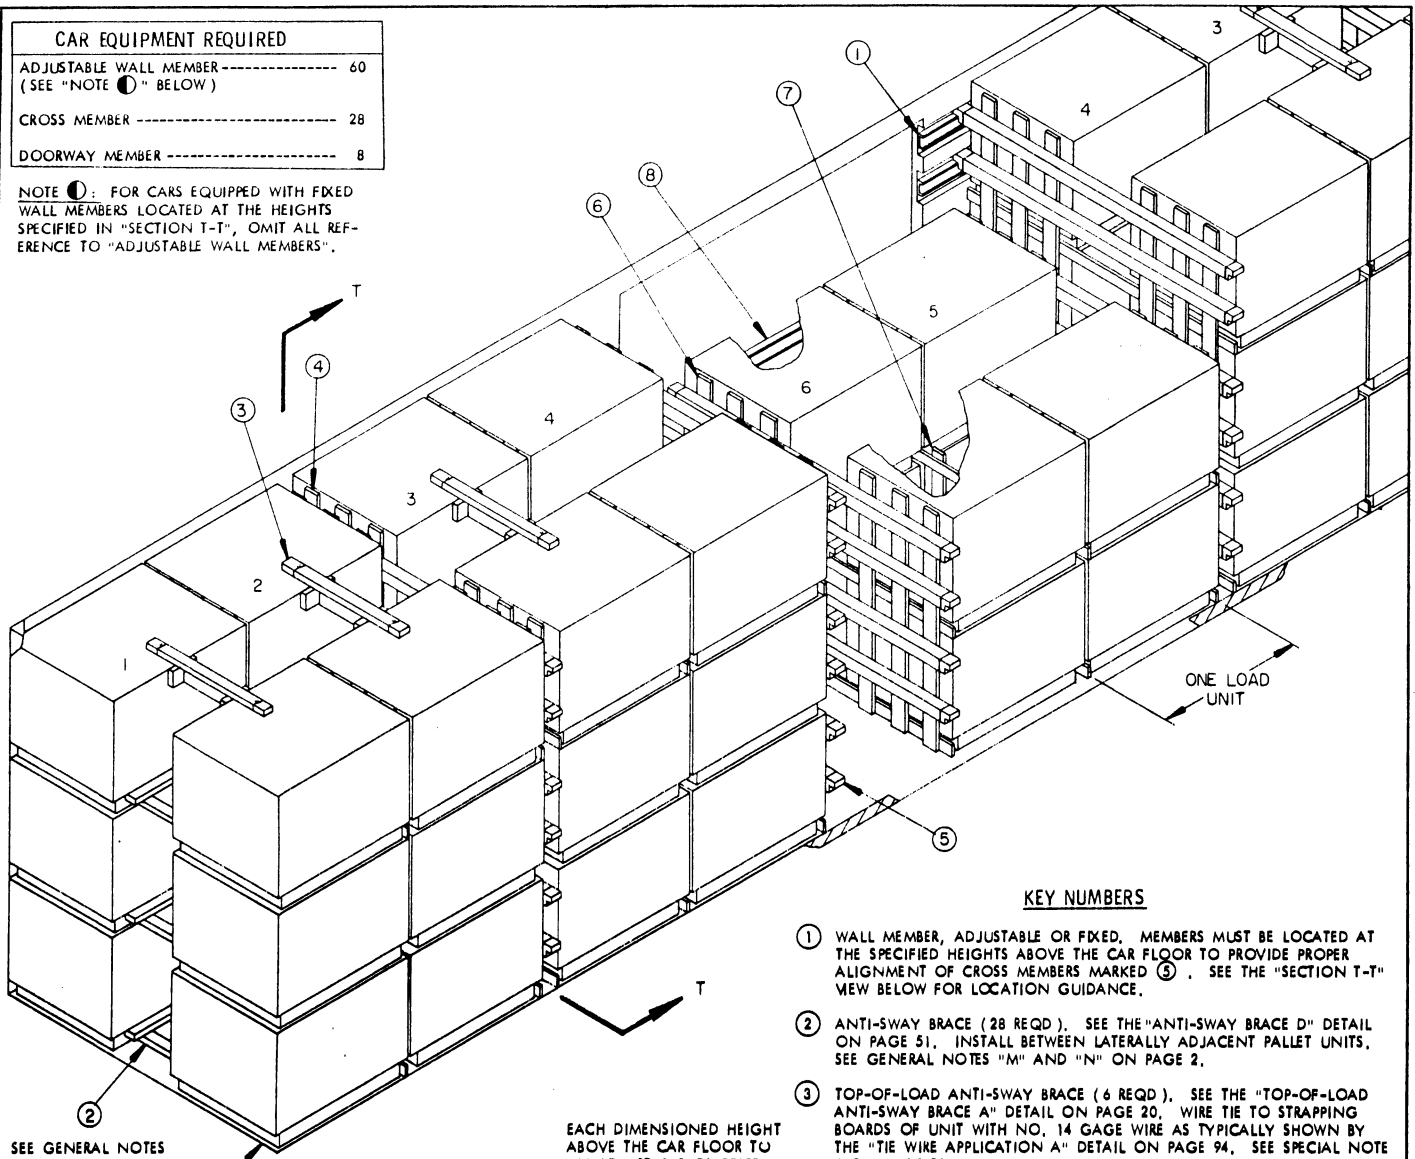 CAR EQUIPMENT REQUIRED
ADJUSTABLE WALL MEMBER --------------- 60
(SEE "NOTE ◐" BELOW)
CROSS MEMBER ------------------------- 28
DOORWAY MEMBER --------------------- 8
NOTE ◐: FOR CARS EQUIPPED WITH FIXED
WALL MEMBERS LOCATED AT THE HEIGHTS
SPECIFIED IN "SECTION T-T", OMIT ALL REF-
ERENCE TO "ADJUSTABLE WALL MEMBERS".
T
1
7
8
6
4
3
3
4
5
6
4
3
2
1
ONE LOAD
UNIT
5
T
2
SEE GENERAL NOTES
EACH DIMENSIONED HEIGHT
ABOVE THE CAR FLOOR TO
KEY NUMBERS
① WALL MEMBER, ADJUSTABLE OR FIXED. MEMBERS MUST BE LOCATED AT
THE SPECIFIED HEIGHTS ABOVE THE CAR FLOOR TO PROVIDE PROPER
ALIGNMENT OF CROSS MEMBERS MARKED ⑤ . SEE THE "SECTION T-T"
VIEW BELOW FOR LOCATION GUIDANCE.
② ANTI-SWAY BRACE (28 REQD). SEE THE "ANTI-SWAY BRACE D" DETAIL
ON PAGE 51. INSTALL BETWEEN LATERALLY ADJACENT PALLET UNITS.
SEE GENERAL NOTES "M" AND "N" ON PAGE 2.
③ TOP-OF-LOAD ANTI-SWAY BRACE (6 REQD). SEE THE "TOP-OF-LOAD
ANTI-SWAY BRACE A" DETAIL ON PAGE 20. WIRE TIE TO STRAPPING
BOARDS OF UNIT WITH NO. 14 GAGE WIRE AS TYPICALLY SHOWN BY
THE "TIE WIRE APPLICATION A" DETAIL ON PAGE 94. SEE SPECIAL NOTE